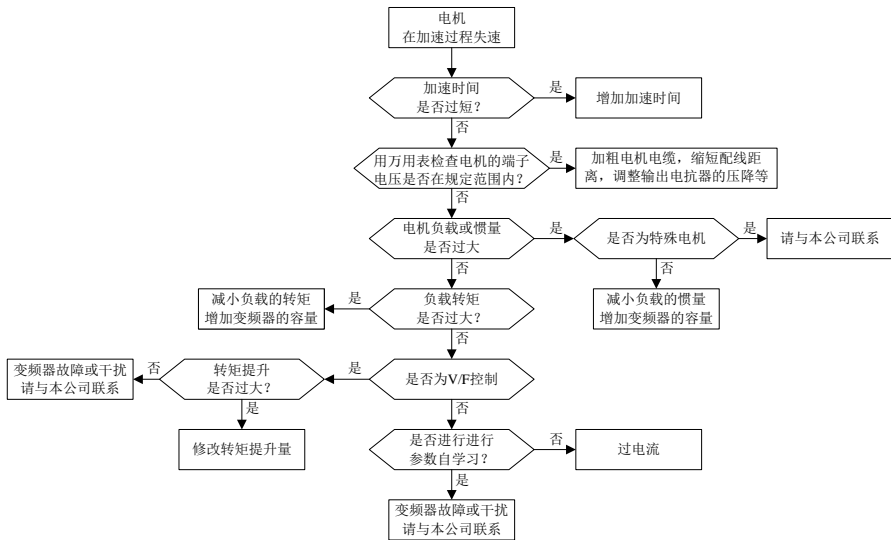 电机
在加速过程失速
加速时间
是否过短？
是
增加加速时间
否
用万用表检查电机的端子
电压是否在规定范围内？
是
加粗电机电缆，缩短配线距
离，调整输出电抗器的压降等
否
电机负载或惯量
是否过大
是
是否为特殊电机
是
请与本公司联系
否
否
减小负载的惯量
增加变频器的容量
负载转矩
是否过大？
是
减小负载的转矩
增加变频器的容量
否
是否为V/F控制
是
转矩提升
是否过大？
否
变频器故障或干扰
请与本公司联系
是
修改转矩提升量
否
是否进行进行
参数自学习？
否
过电流
是
变频器故障或干扰
请与本公司联系